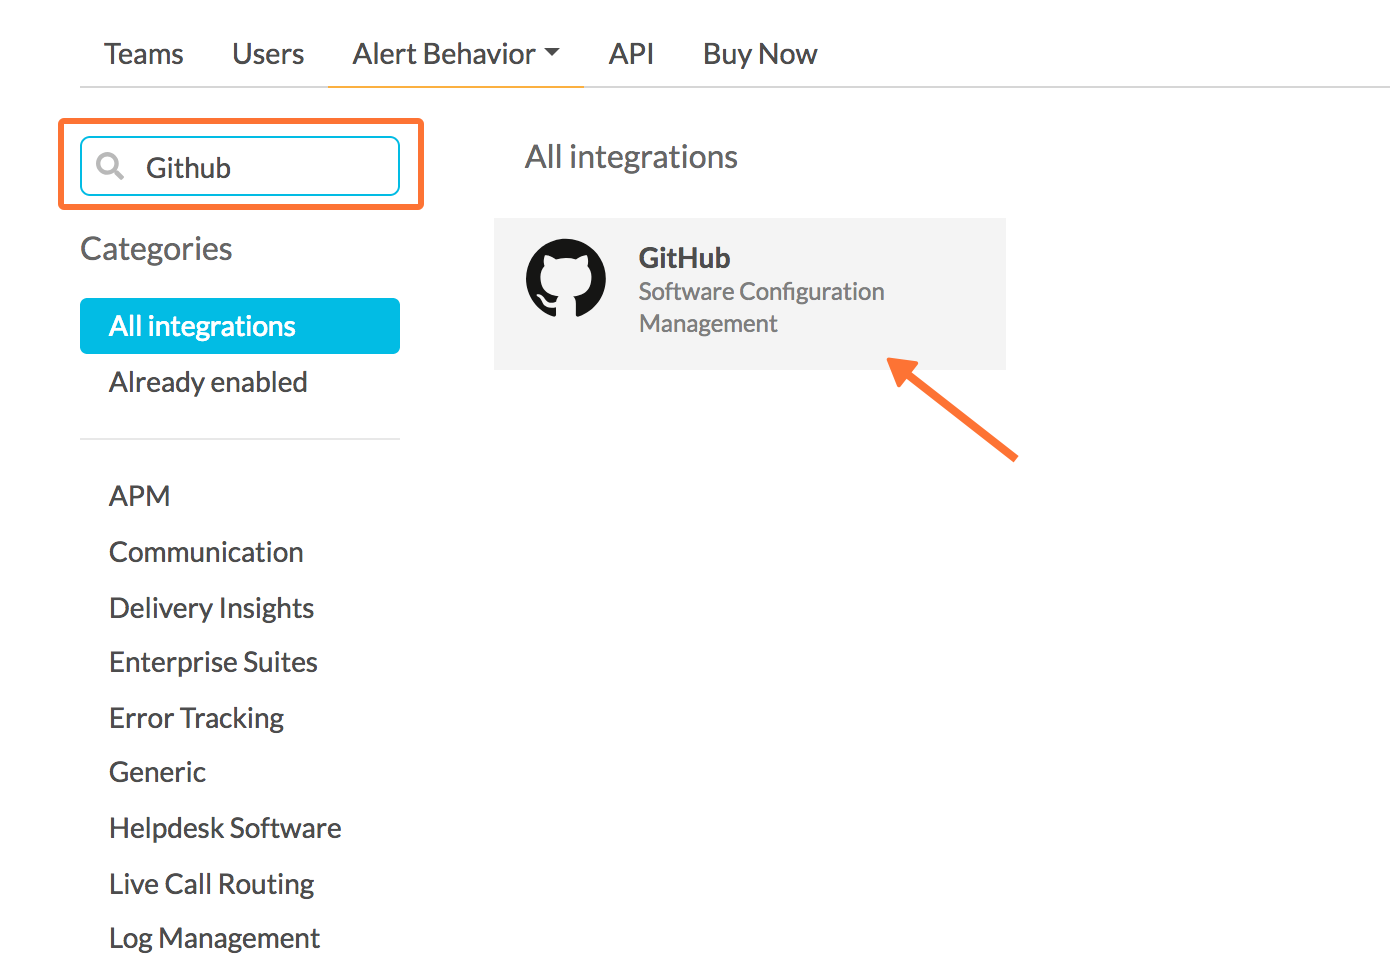 Teams Users Alert Behavior API Buy Now
Github
Categories
All integrations
Already enabled
APM
Communication
Delivery Insights
Enterprise Suites
Error Tracking
Generic
Helpdesk Software
Live Call Routing
Log Management
All integrations
GitHub
Software Configuration
Management